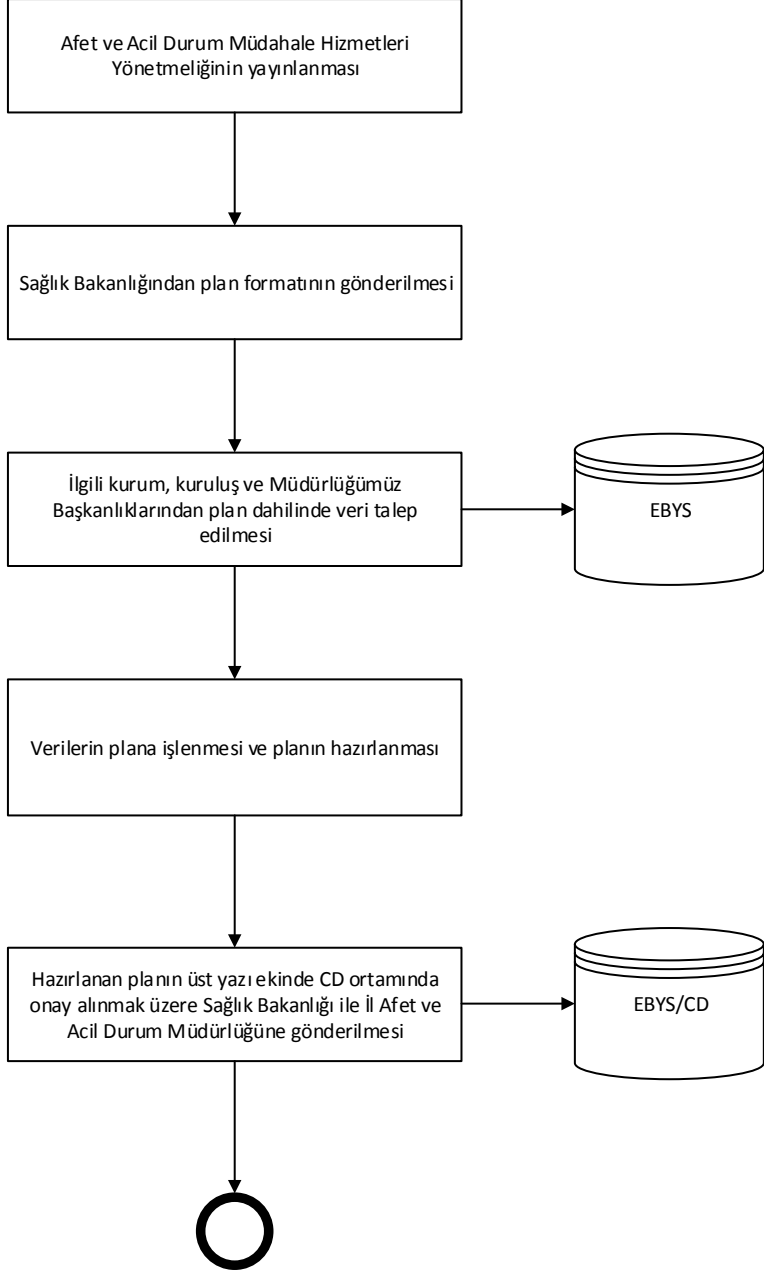 Afet ve Acil Durum Müdahale Hizmetleri
Yönetmeliğinin yayınlanması
Sağlık Bakanlığından plan formatının gönderilmesi
İlgili kurum, kuruluş ve Müdürlüğümüz
Başkanlıklarından plan dahilinde veri talep
edilmesi
EBYS
Verilerin plana işlenmesi ve planın hazırlanması
Hazırlanan planın üst yazı ekinde CD ortamında
onay alınmak üzere Sağlık Bakanlığı ile İl Afet ve
Acil Durum Müdürlüğüne gönderilmesi
EBYS/CD